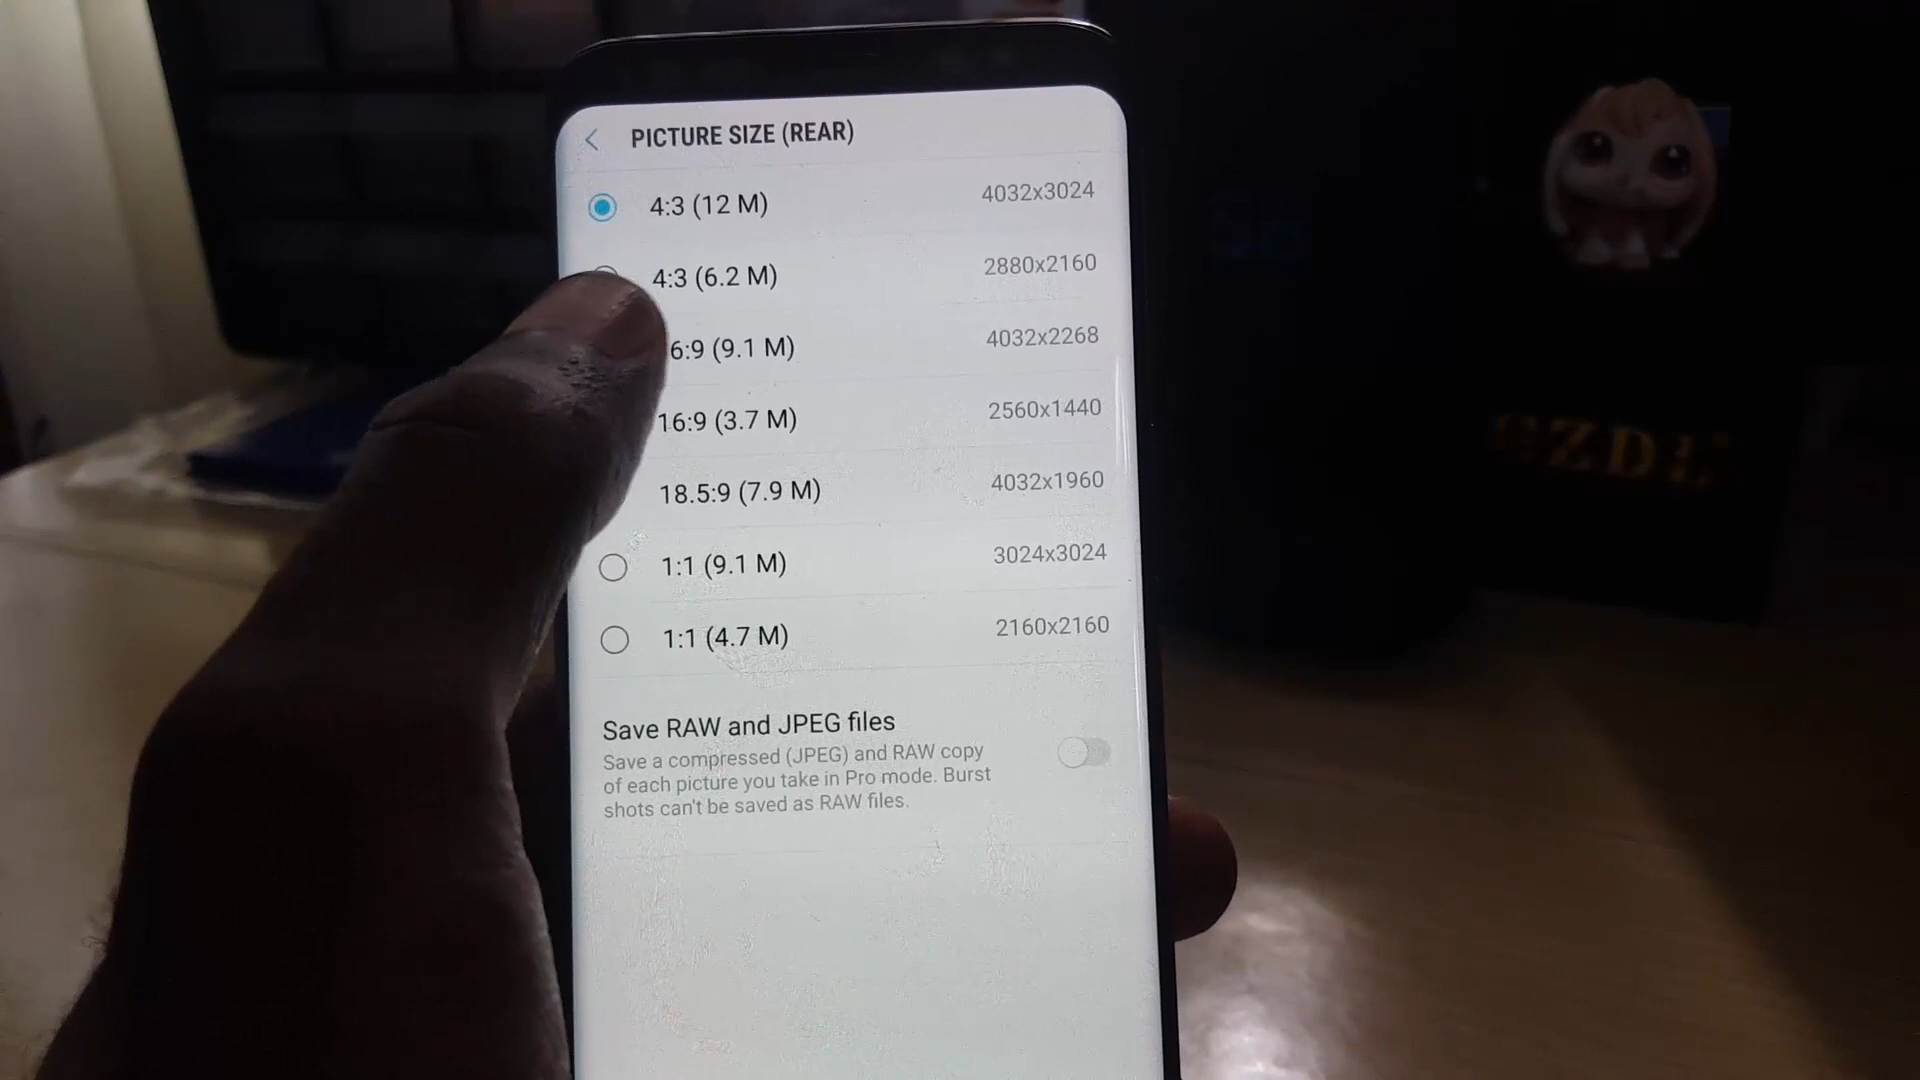 PICTURE SIZE (REAR)
4:3 (12 M) 4032x3024
4:3 (6.2 M) 2880x2160
6:9 (9.1 M) 4032x2268
16:9 (3.7 M) 2560x1440
18.5:9 (7.9 M) 4032x1960
1:1 (9.1 M) 3024x3024
1:1 (4.7 M) 2160x2160
Save RAW and JPEG files
Save a compressed (JPEG) and RAW copy
of each picture you take in Pro mode. Burst
shots can't be saved as RAW files.